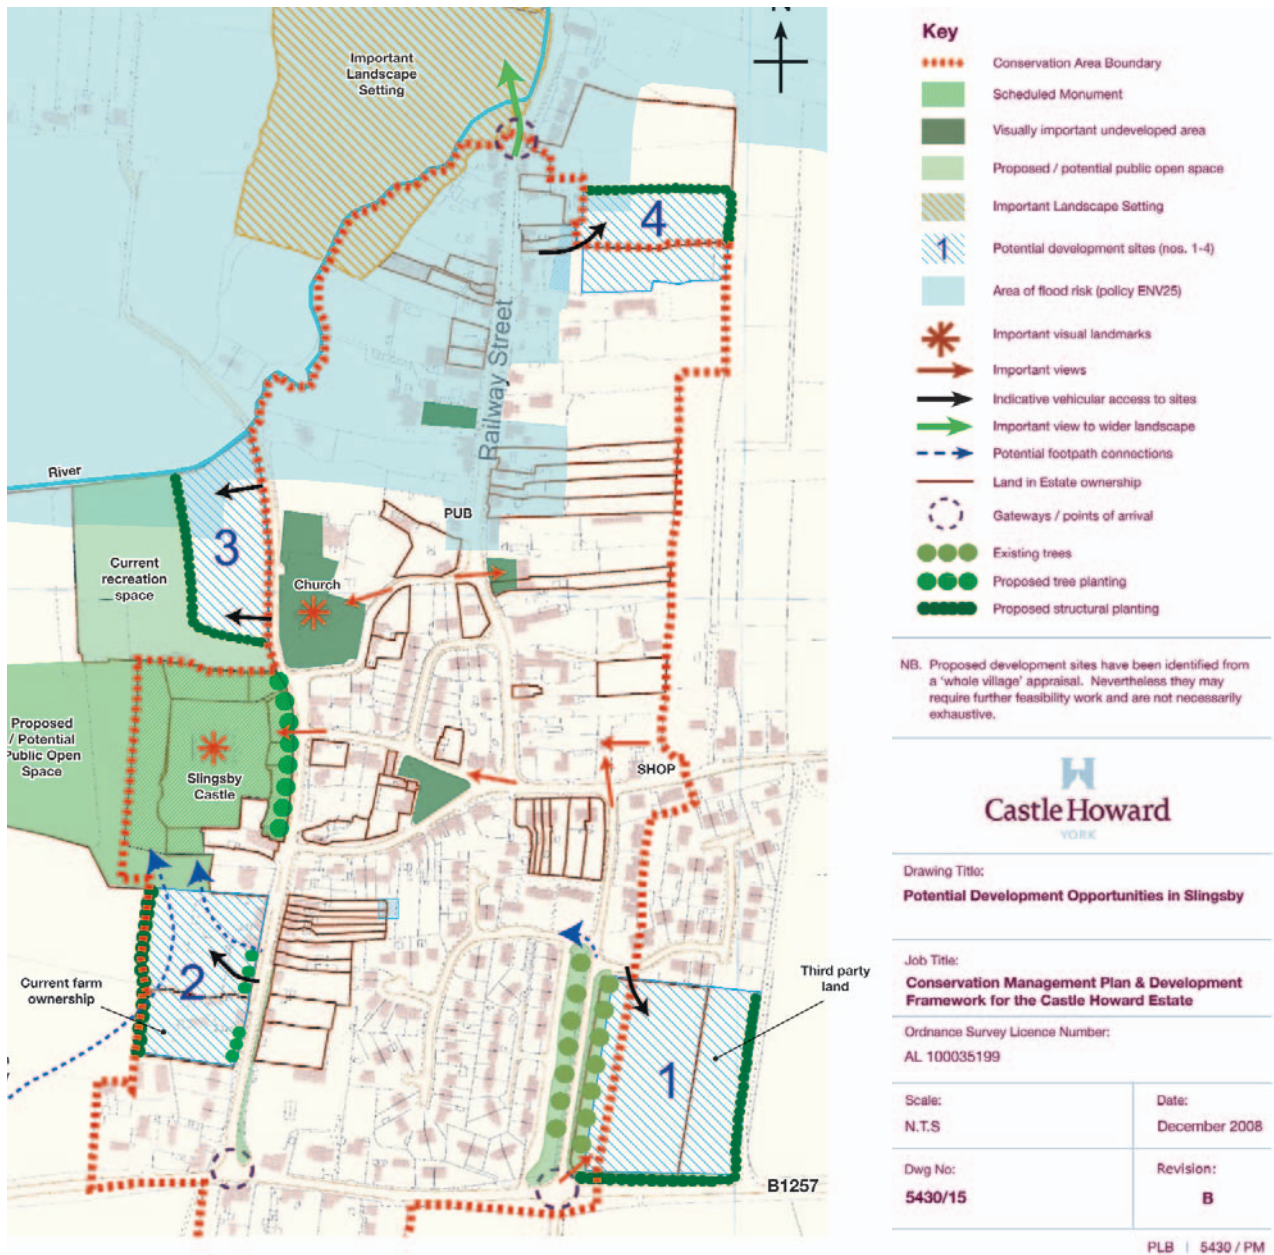 N
Important
Landscape
Setting
4
Railway Street
River
3
PUB
Current
recreation
space
Church
Proposed
/ Potential
Public Open
Space
Slingsby
Castle
SHOP
2
Current farm
ownership
Third party
land
1
B1257
Key
Conservation Area Boundary
Scheduled Monument
Visually important undeveloped area
Proposed / potential public open space
Important Landscape Setting
1
Potential development sites (nos. 1-4)
Area of flood risk (policy ENV25)
Important visual landmarks
Important views
Indicative vehicular access to sites
Important view to wider landscape
Potential footpath connections
Land in Estate ownership
Gateways / points of arrival
Existing trees
Proposed tree planting
Proposed structural planting
NB. Proposed development sites have been identified from
a 'whole village' appraisal. Nevertheless they may
require further feasibility work and are not necessarily
exhaustive.
Castle Howard
YORK
Drawing Title:
Potential Development Opportunities in Slingsby
Job Title:
Conservation Management Plan & Development
Framework for the Castle Howard Estate
Ordnance Survey Licence Number:
AL 100035199
Scale:
N.T.S
Date:
December 2008
Dwg No:
5430/15
Revision:
B
PLB | 5430 / PM